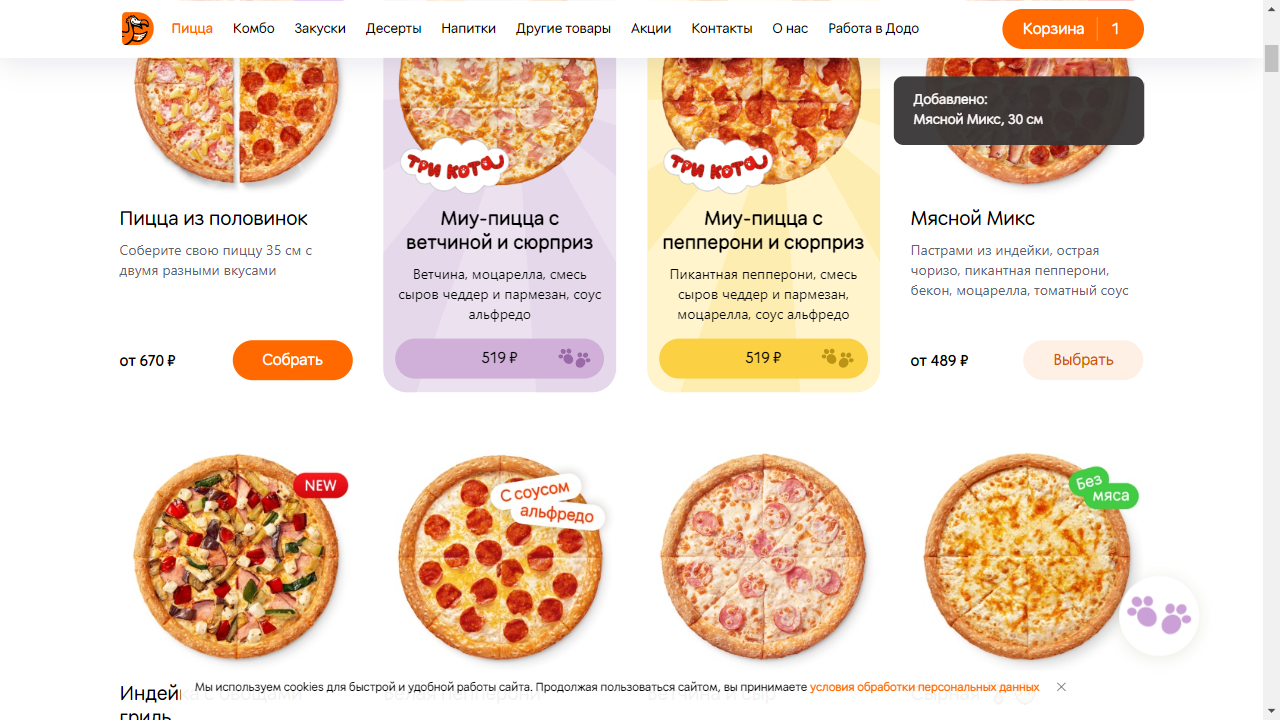 Пицца Комбо Закуски Десерты Напитки Другие товары Акции Контакты О нас Работа в Додо Корзина 1
Добавлено:
Мясной Микс, 30 см
ТРИ КОТА
ТРИ КОТА
Пицца из половинок
Соберите свою пиццу 35 см с
двумя разными вкусами
от 670 ₽ Собрать
Миу-пицца с
ветчиной и сюрприз
Ветчина, моцарелла, смесь
сыров чеддер и пармезан, соус
альфредо
519 ₽
Миу-пицца с
пепперони и сюрприз
Пикантная пепперони, смесь
сыров чеддер и пармезан,
моцарелла, соус альфредо
519 ₽
Мясной Микс
Пастрами из индейки, острая
чоризо, пикантная пепперони,
бекон, моцарелла, томатный соус
от 489 ₽ Выбрать
NEW
С соусом
альфредо
Без
мяса
гриль
Мы используем cookies для быстрой и удобной работы сайта. Продолжая пользоваться сайтом, вы принимаете условия обработки персональных данных